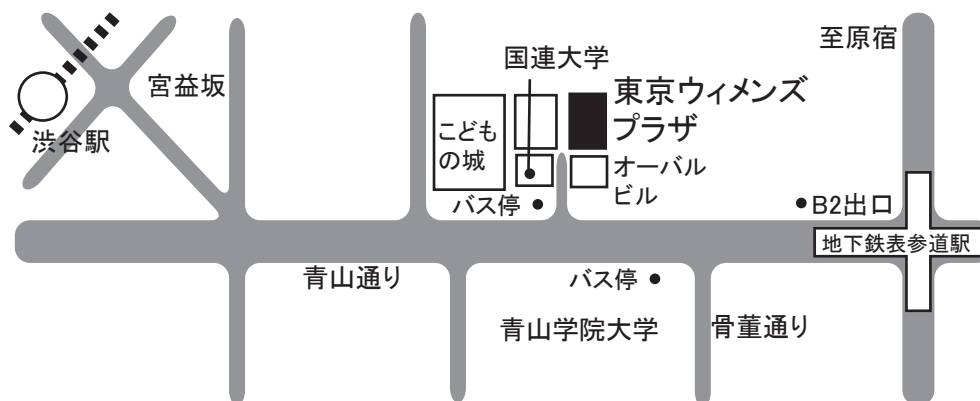 至原宿
国連大学
宮益坂
東京ウィメンズ
プラザ
渋谷駅
こども
の城
オーバル
ビル
バス停
B2出口
地下鉄表参道駅
青山通り
バス停
青山学院大学
骨董通り